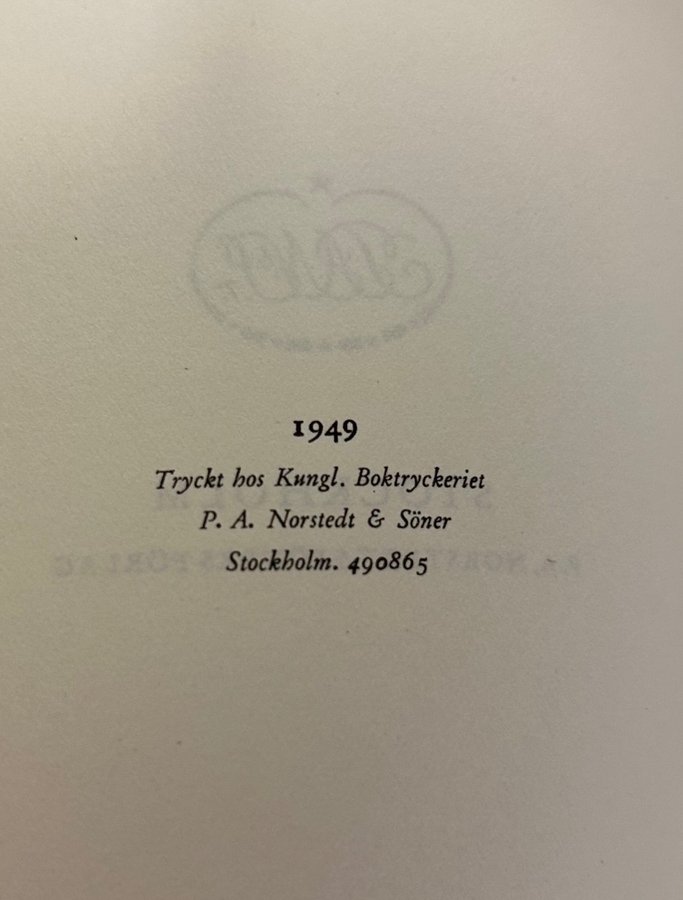 1949
Tryckt hos Kungl. Boktryckeriet
P. A. Norstedt & Söner
Stockholm. 490865